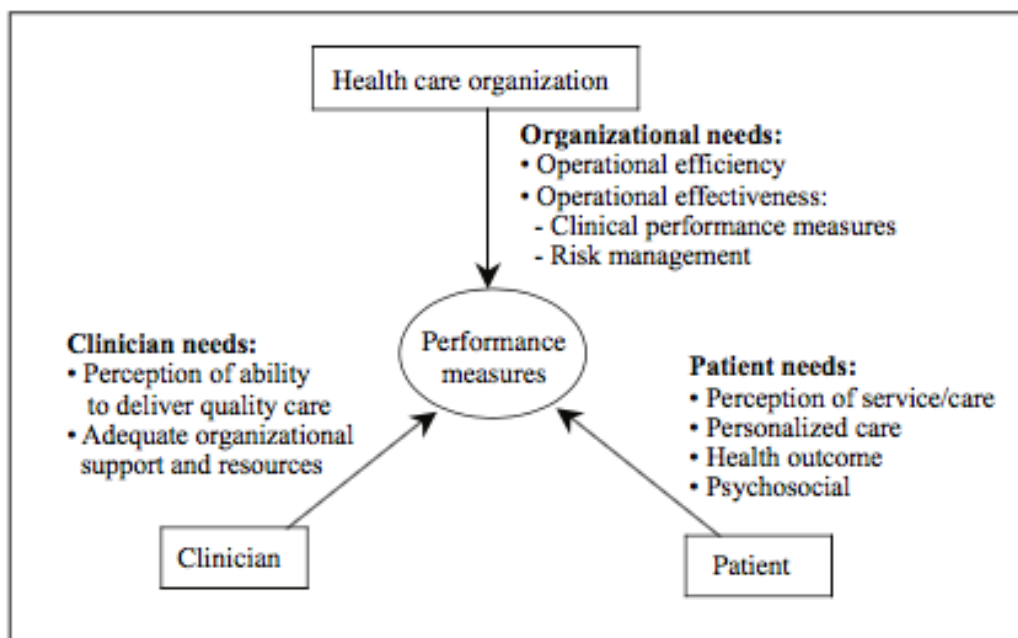 Health care organization
Organizational needs:
• Operational efficiency
• Operational effectiveness:
- Clinical performance measures
- Risk management
Performance
measures
Clinician needs:
• Perception of ability
to deliver quality care
• Adequate organizational
support and resources
Patient needs:
• Perception of service/care
• Personalized care
• Health outcome
• Psychosocial
Clinician
Patient